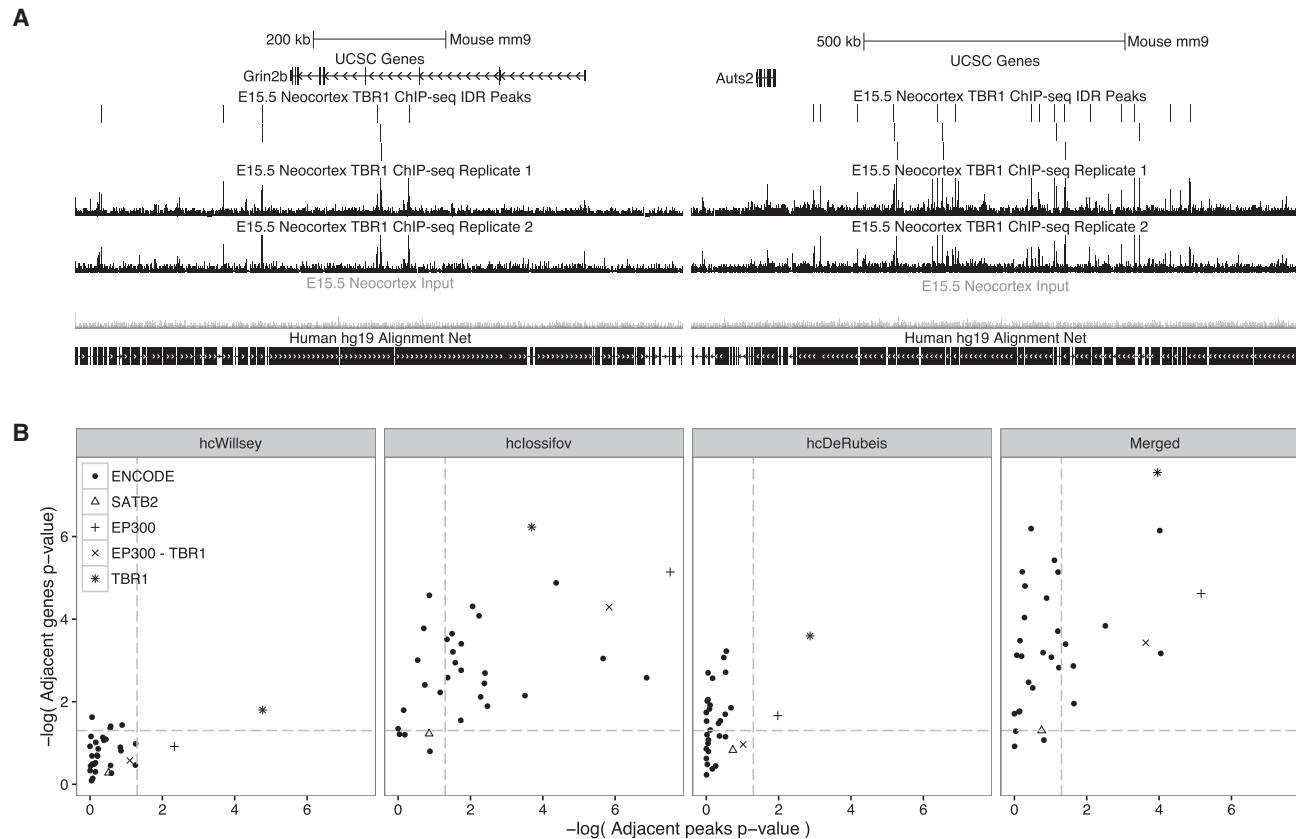 A
200 kb Mouse mm9
UCSC Genes
Grin2b
E15.5 Neocortex TBR1 ChIP-seq IDR Peaks
E15.5 Neocortex TBR1 ChIP-seq Replicate 1
E15.5 Neocortex TBR1 ChIP-seq Replicate 2
E15.5 Neocortex Input
Human hg19 Alignment Net
500 kb Mouse mm9
UCSC Genes
Auts2
E15.5 Neocortex TBR1 ChIP-seq IDR Peaks
E15.5 Neocortex TBR1 ChIP-seq Replicate 1
E15.5 Neocortex TBR1 ChIP-seq Replicate 2
E15.5 Neocortex Input
Human hg19 Alignment Net
B
hcWillsey hcIossifov hcDeRubeis Merged
ENCODE
SATB2
EP300
EP300 - TBR1
TBR1
−log( Adjacent genes p−value)
6
4
2
0
0 2 4 6 0 2 4 6 0 2 4 6 0 2 4 6
−log( Adjacent peaks p−value )